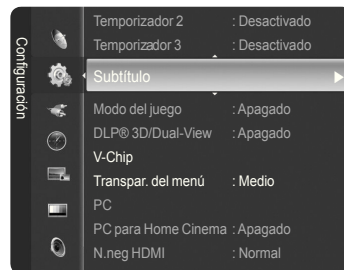 Configuración
Temporizador 2 : Desactivado
Temporizador 3 : Desactivado
Subtítulo
Modo del juego : Apagado
DLP® 3D/Dual-View : Apagado
V-Chip
Transpar. del menú : Medio
PC
PC para Home Cinema : Apagado
N.neg HDMI : Normal